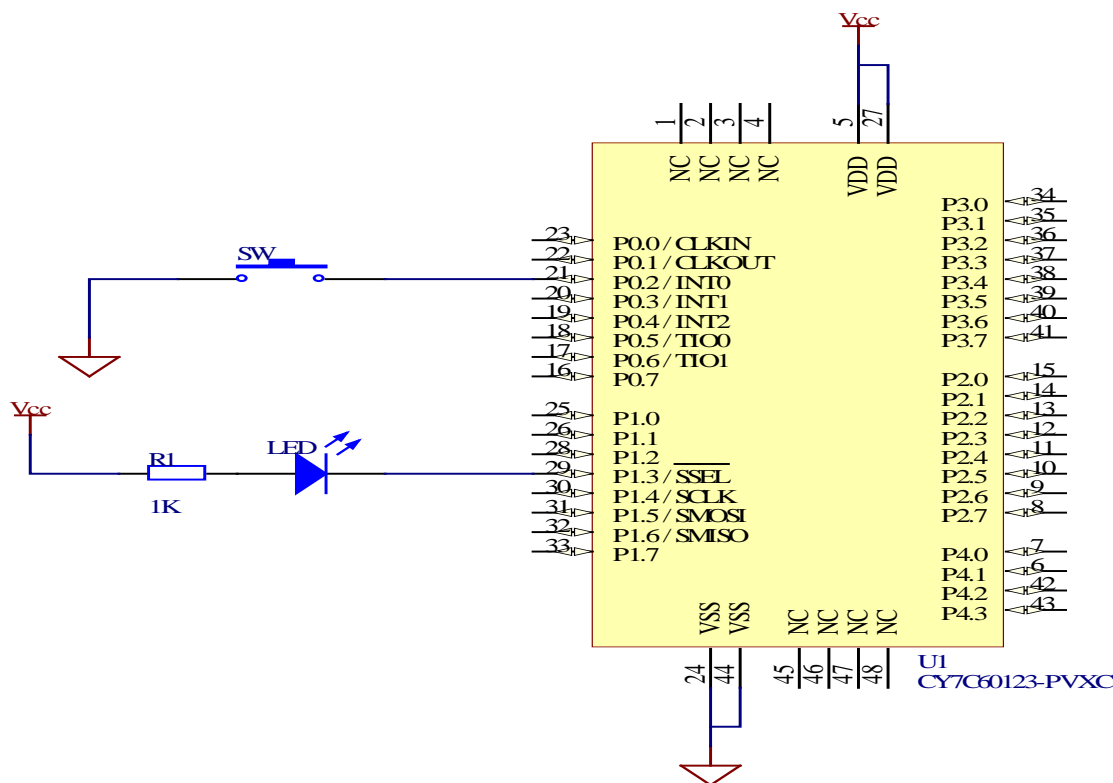 Vcc
1 2 3 4 5 27
NC NC NC NC VDD VDD
SW
23 P0.0 / CLKIN
22 P0.1 / CLKOUT
21 P0.2 / INT0
20 P0.3 / INT1
19 P0.4 / INT2
18 P0.5 / TIO0
17 P0.6 / TIO1
16 P0.7
Vcc
R1
1K
LED
25 P1.0
26 P1.1
28 P1.2
29 P1.3 / SSEL
30 P1.4 / SCLK
31 P1.5 / SMOSI
32 P1.6 / SMISO
33 P1.7
P3.0 34
P3.1 35
P3.2 36
P3.3 37
P3.4 38
P3.5 39
P3.6 40
P3.7 41
P2.0 15
P2.1 14
P2.2 13
P2.3 12
P2.4 11
P2.5 10
P2.6 9
P2.7 8
P4.0 7
P4.1 6
P4.2 42
P4.3 43
VSS VSS NC NC NC NC
24 44 45 46 47 48
U1
CY7C60123-PVXC